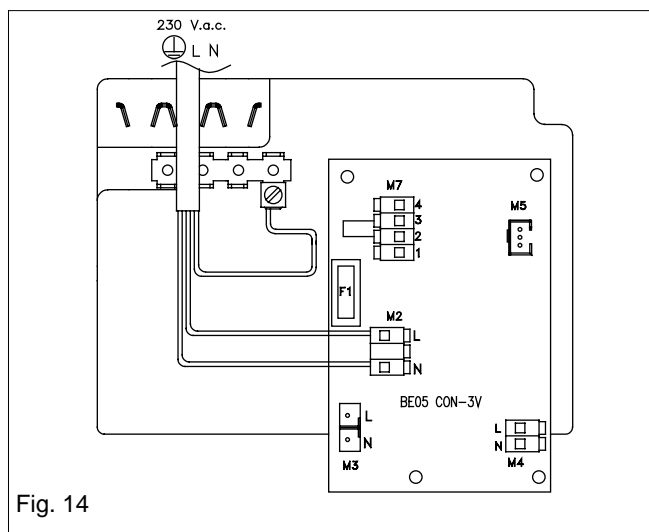 230 V.a.c.
L N
M7
4
3
2
1
M5
F1
M2
L
N
BE05 CON-3V
L
N
M3
L
N
M4
Fig. 14